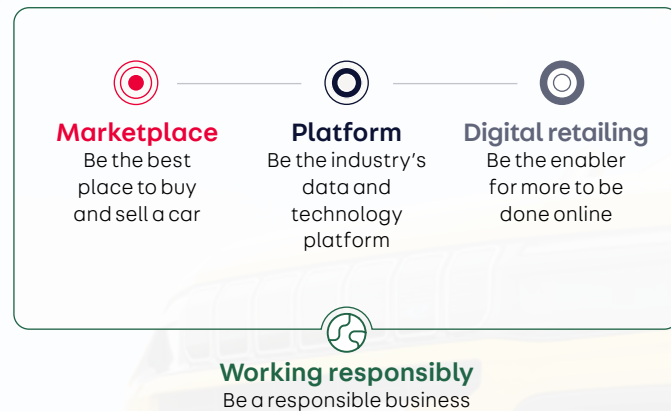 Marketplace
Be the best
place to buy
and sell a car
Platform
Be the industry's
data and
technology
platform
Digital retailing
Be the enabler
for more to be
done online
Working responsibly
Be a responsible business